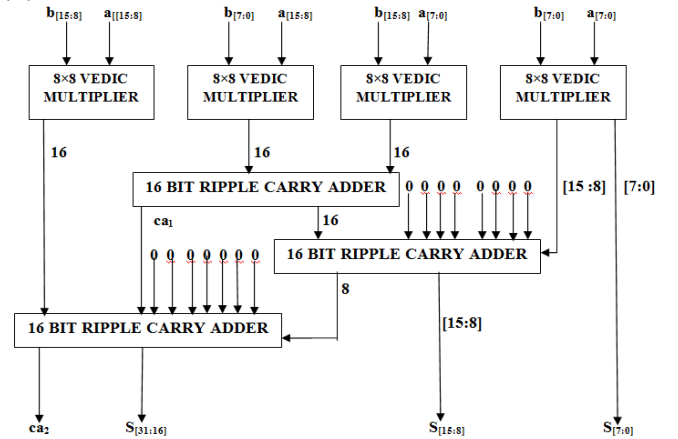 b[15:8] a[[15:8] b[7:0] a[15:8] b[15:8] a[7:0] b[7:0] a[7:0]
8×8 VEDIC MULTIPLIER
8×8 VEDIC MULTIPLIER
8×8 VEDIC MULTIPLIER
8×8 VEDIC MULTIPLIER
16 16 16
16 BIT RIPPLE CARRY ADDER 0 0 0 0 0 0 0 0 [15 :8] [7:0]
ca1 16
0 0 0 0 0 0 0 16 BIT RIPPLE CARRY ADDER
8
16 BIT RIPPLE CARRY ADDER [15:8]
ca2 S[31:16] S[15:8] S[7:0]